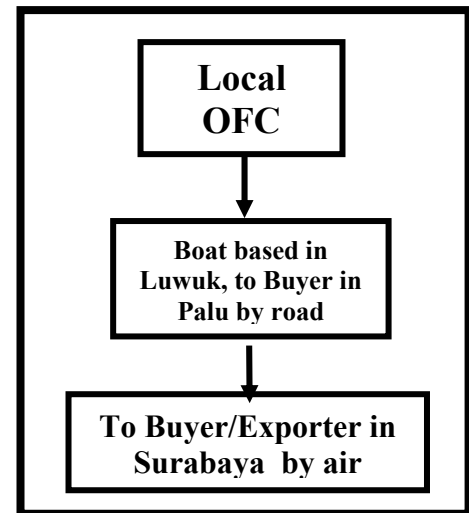 Local
OFC
Boat based in
Luwuk, to Buyer in
Palu by road
To Buyer/Exporter in
Surabaya by air